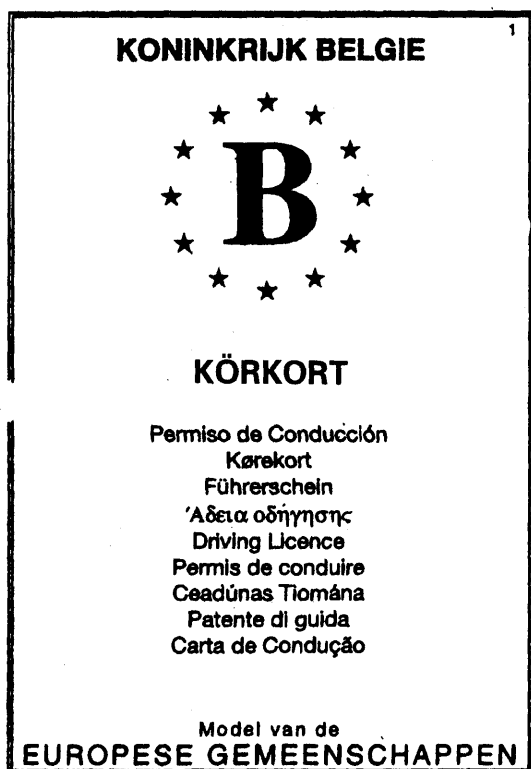 1
KONINKRIJK BELGIE
B
KÖRKORT
Permiso de Conducción
Kørekort
Führerschein
Άδεια οδήγησης
Driving Licence
Permis de conduire
Ceadúnas Tiomána
Patente di guida
Carta de Condução
Model van de
EUROPESE GEMEENSCHAPPEN